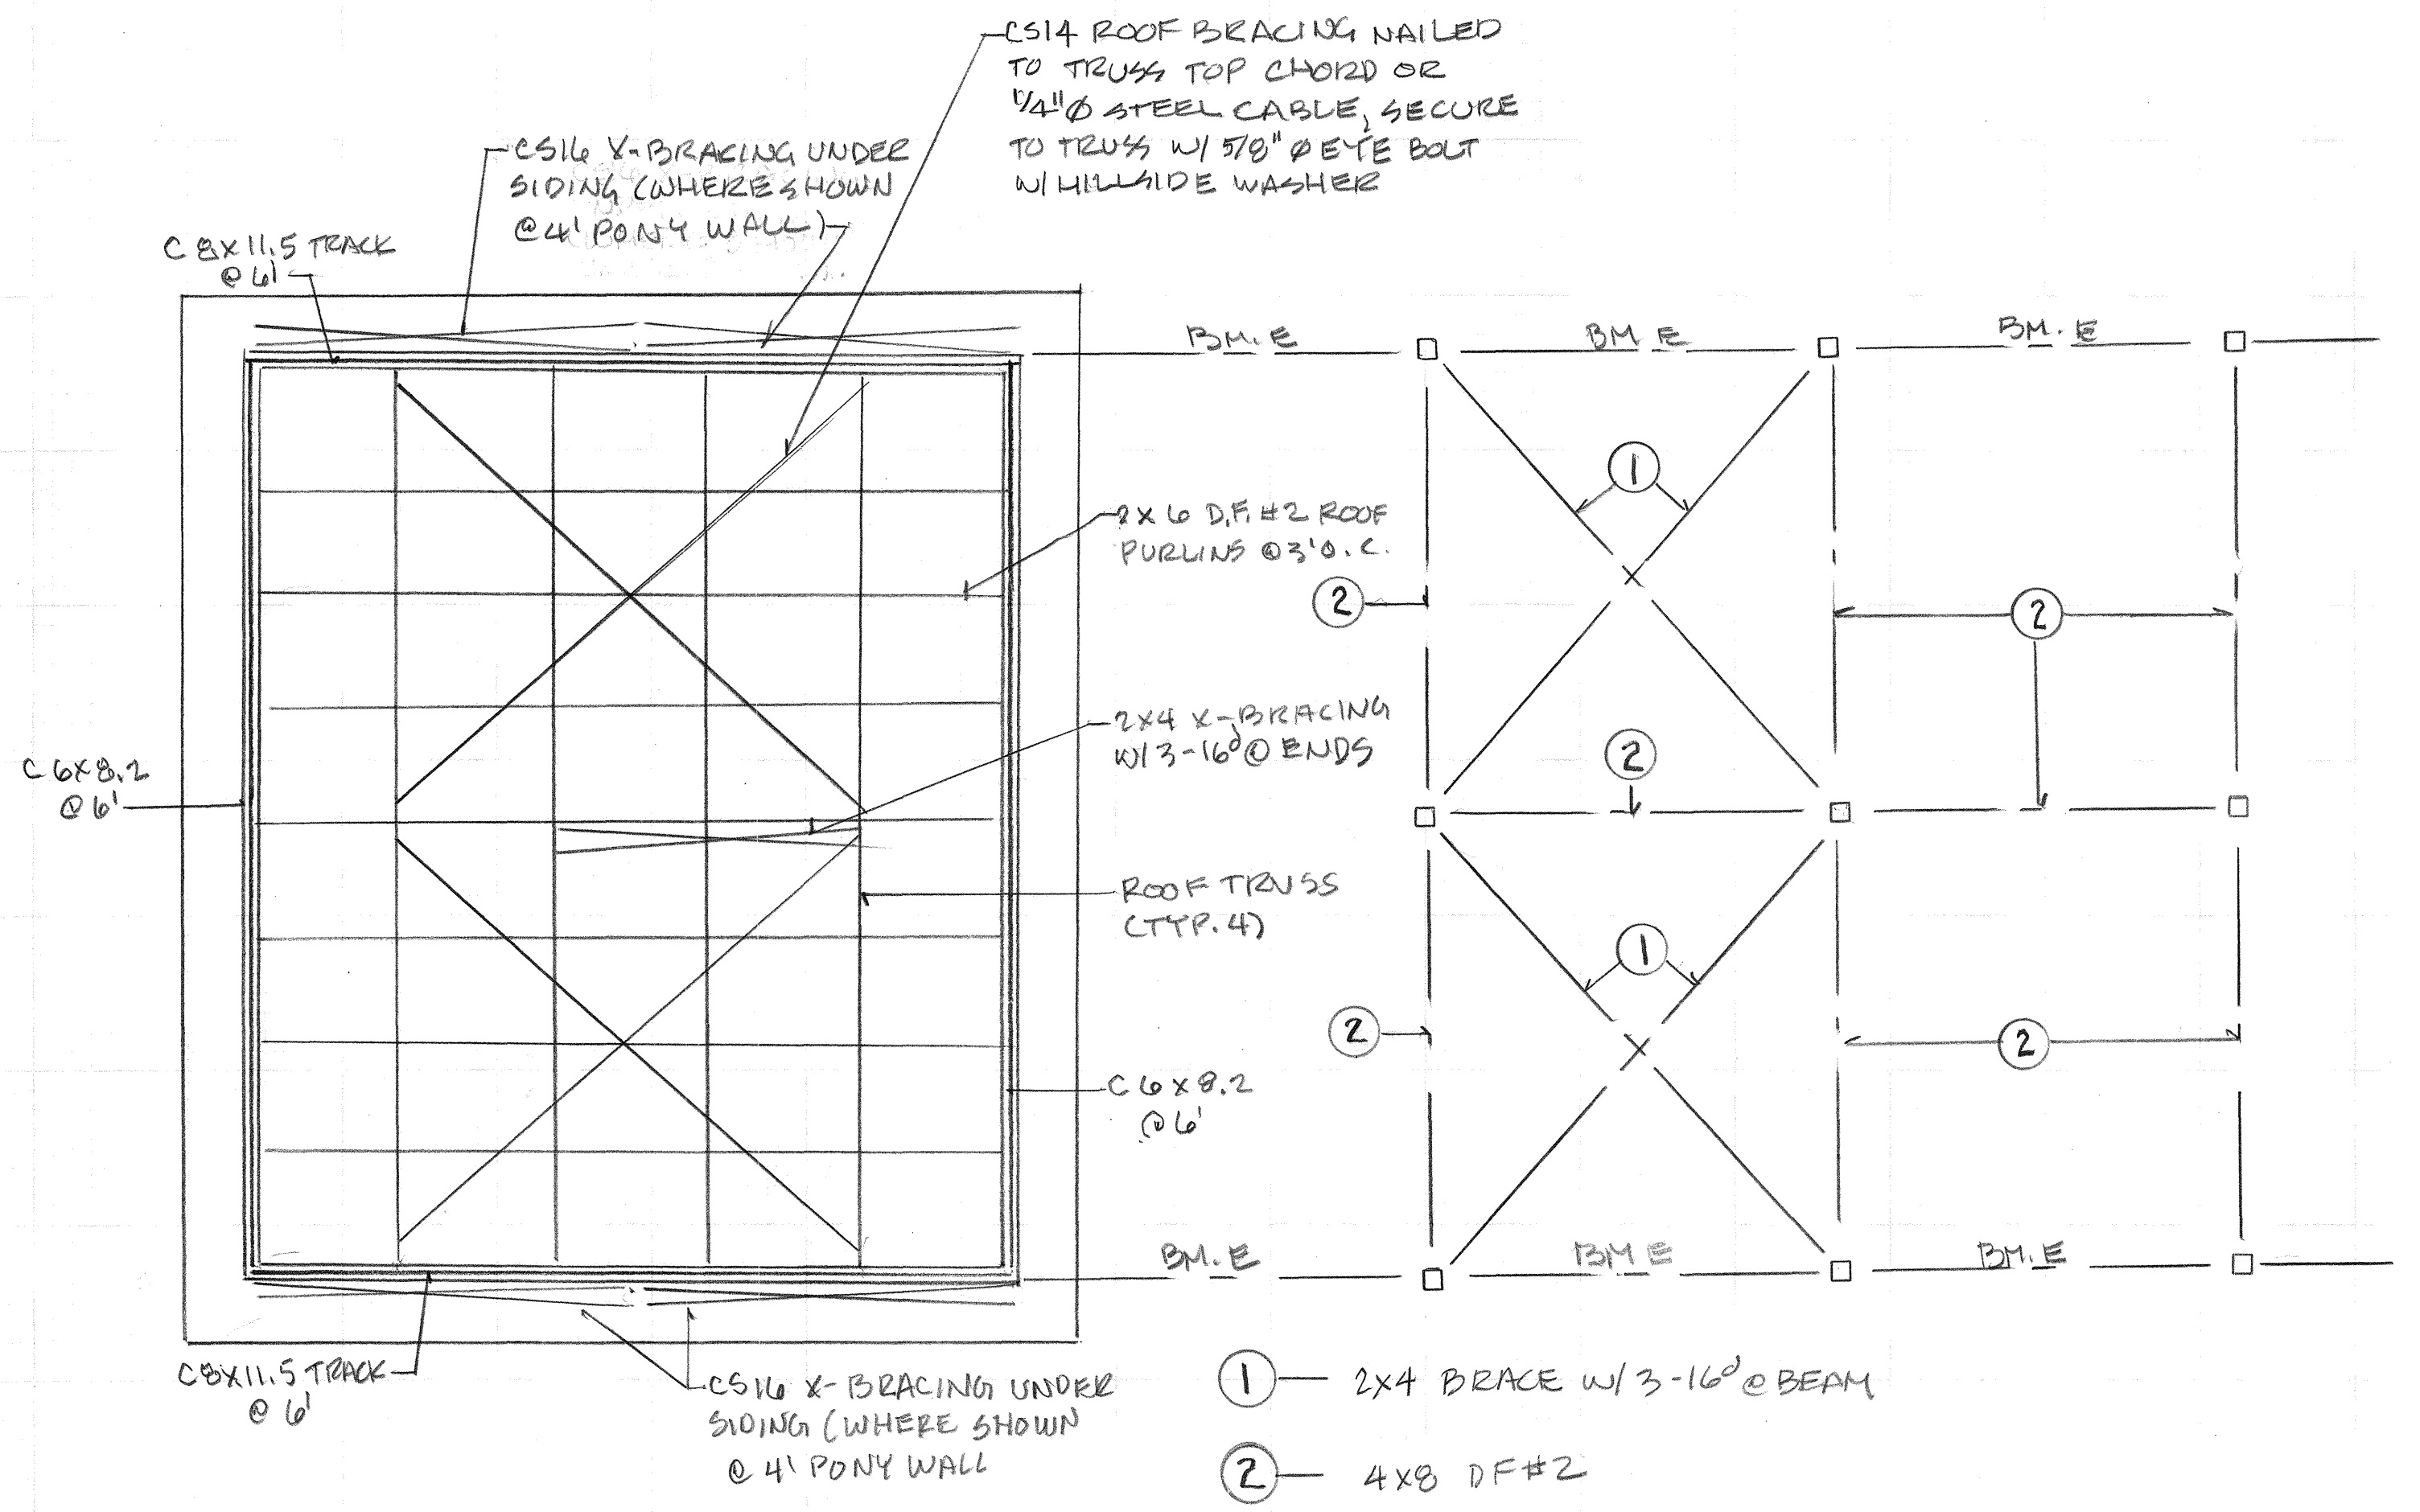 CS14 ROOF BRACING NAILED
TO TRUSS TOP CHORD OR
1/4"Ø STEEL CABLE, SECURE
TO TRUSS W/ 5/8"Ø EYE BOLT
W/ HILLSIDE WASHER
CS16 X-BRACING UNDER
SIDING (WHERE SHOWN
@ 4' PONY WALL)
C 8X11.5 TRACK
@ 6'
BM.E
BM E
BM. E
1
2X6 D.F. #2 ROOF
PURLINS @ 3' O.C.
2
2
2X4 X-BRACING
W/ 3-16d @ ENDS
2
C 6X8.2
@ 6'
ROOF TRUSS
(TYP. 4)
1
2
2
C 6X8.2
@ 6'
BM. E
BM E
BM. E
C8X11.5 TRACK
@ 6'
CS16 X-BRACING UNDER
SIDING (WHERE SHOWN
@ 4' PONY WALL
1 — 2X4 BRACE W/ 3-16d @ BEAM
2 — 4X8 DF #2